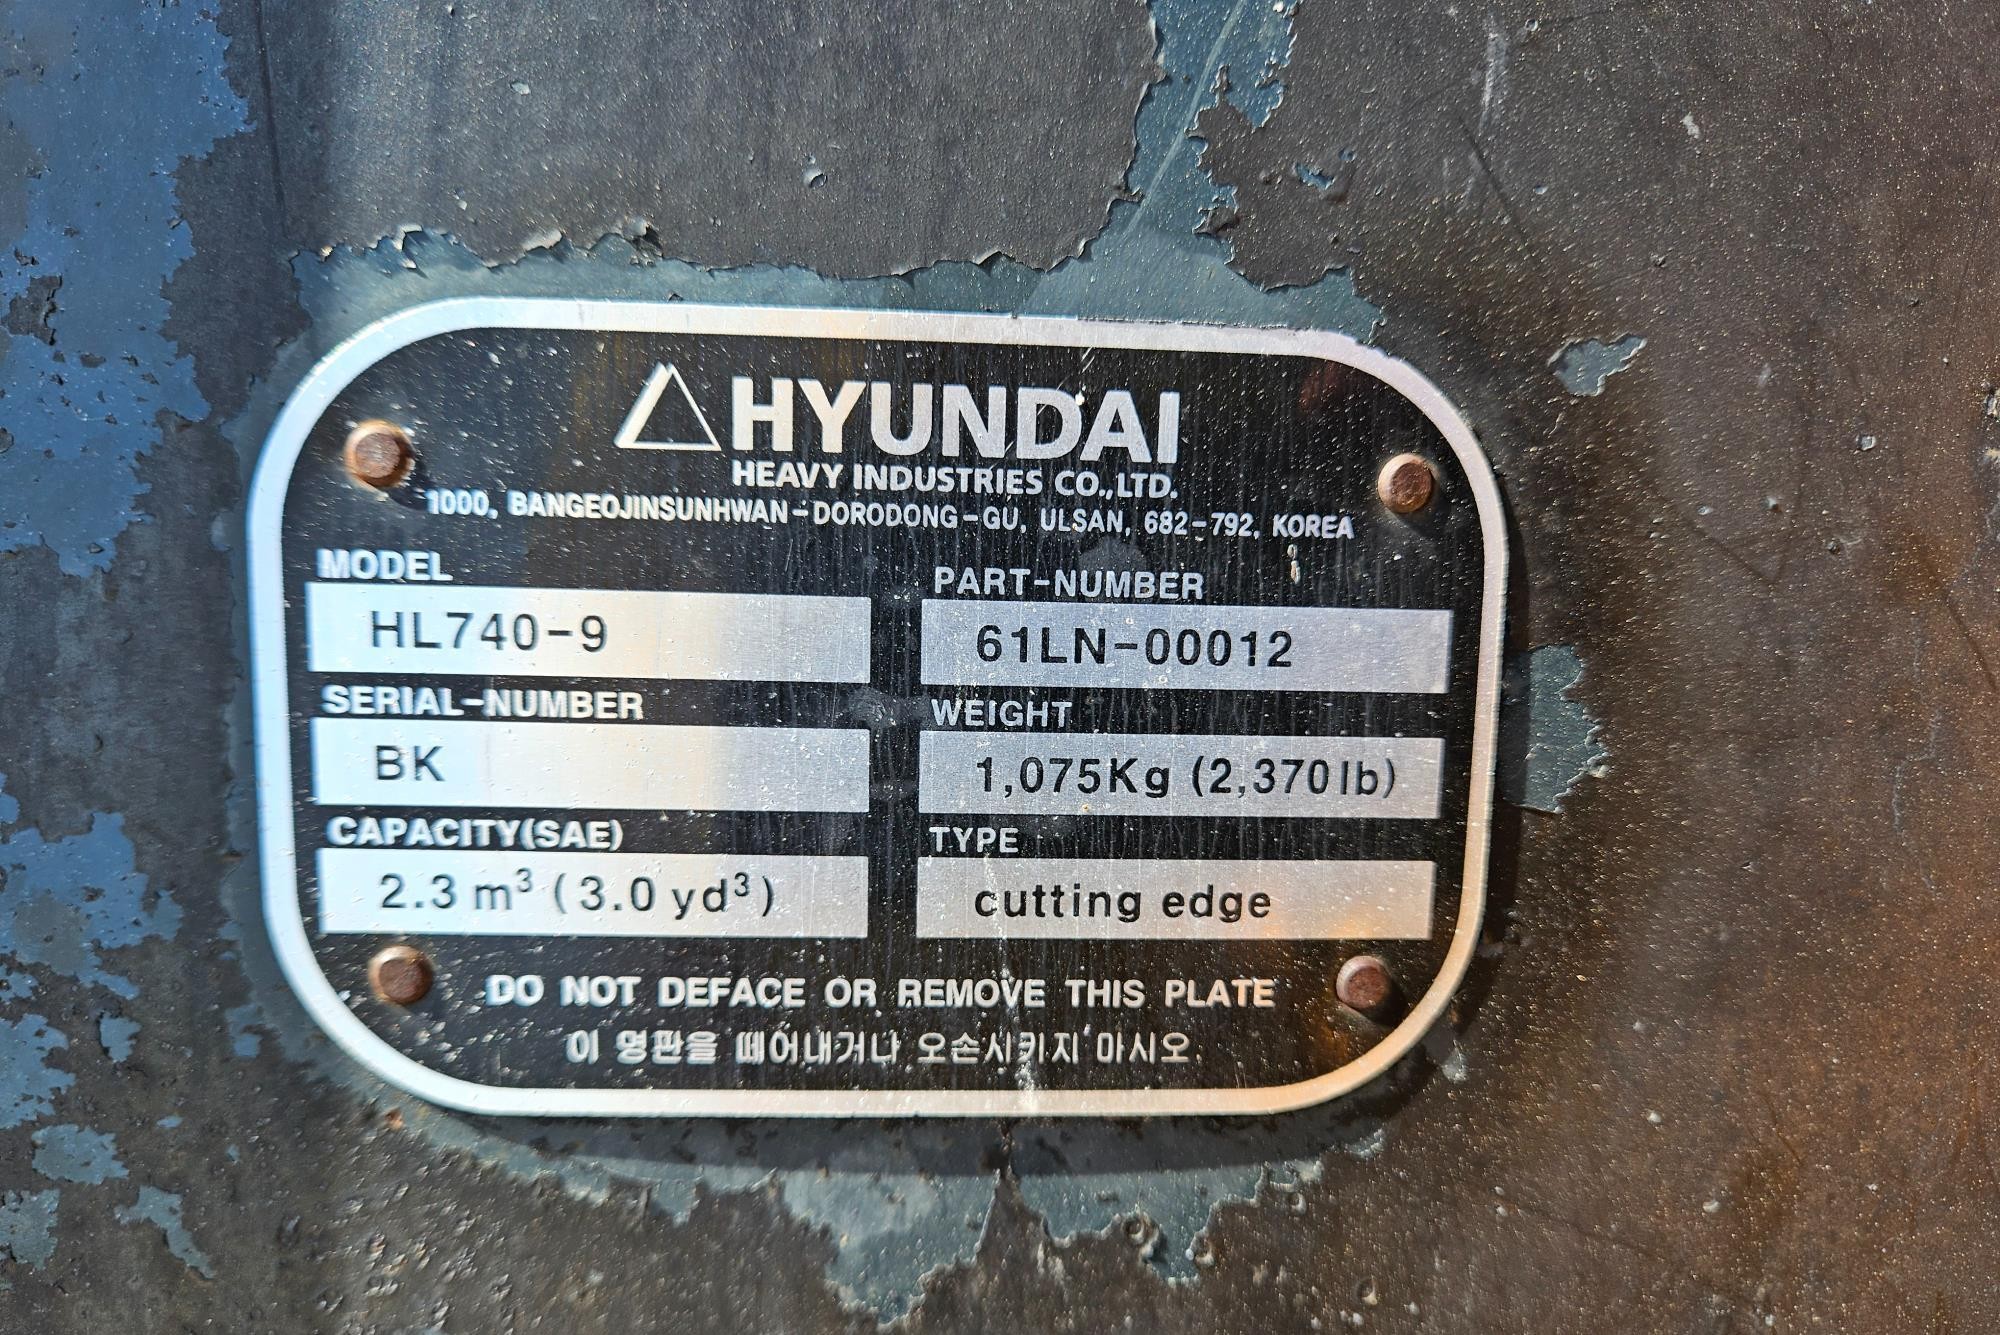 HYUNDAI
HEAVY INDUSTRIES CO.,LTD.
1000, BANGEOJINSUNHWAN-DORODONG-GU, ULSAN, 682-792, KOREA
MODEL PART-NUMBER
HL740-9 61LN-00012
SERIAL-NUMBER WEIGHT
BK 1,075Kg (2,370lb)
CAPACITY(SAE) TYPE
2.3 m³ (3.0 yd³) cutting edge
DO NOT DEFACE OR REMOVE THIS PLATE
이 명판을 떼어내거나 오손시키지 마시오.